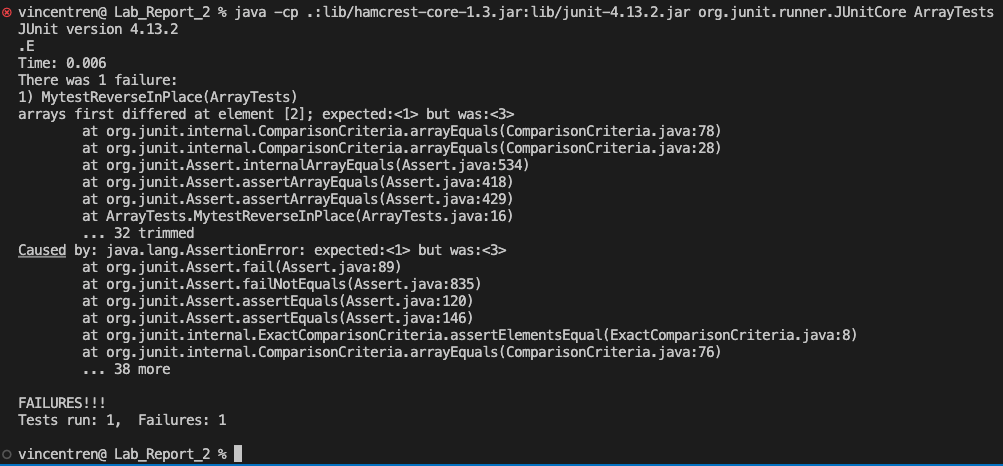 vincentren@ Lab_Report_2 % java -cp .:lib/hamcrest-core-1.3.jar:lib/junit-4.13.2.jar org.junit.runner.JUnitCore ArrayTests
JUnit version 4.13.2
.E
Time: 0.006
There was 1 failure:
1) MytestReverseInPlace(ArrayTests)
arrays first differed at element [2]; expected:<1> but was:<3>
        at org.junit.internal.ComparisonCriteria.arrayEquals(ComparisonCriteria.java:78)
        at org.junit.internal.ComparisonCriteria.arrayEquals(ComparisonCriteria.java:28)
        at org.junit.Assert.internalArrayEquals(Assert.java:534)
        at org.junit.Assert.assertArrayEquals(Assert.java:418)
        at org.junit.Assert.assertArrayEquals(Assert.java:429)
        at ArrayTests.MytestReverseInPlace(ArrayTests.java:16)
        ... 32 trimmed
Caused by: java.lang.AssertionError: expected:<1> but was:<3>
        at org.junit.Assert.fail(Assert.java:89)
        at org.junit.Assert.failNotEquals(Assert.java:835)
        at org.junit.Assert.assertEquals(Assert.java:120)
        at org.junit.Assert.assertEquals(Assert.java:146)
        at org.junit.internal.ExactComparisonCriteria.assertElementsEqual(ExactComparisonCriteria.java:8)
        at org.junit.internal.ComparisonCriteria.arrayEquals(ComparisonCriteria.java:76)
        ... 38 more

FAILURES!!!
Tests run: 1,  Failures: 1

vincentren@ Lab_Report_2 %